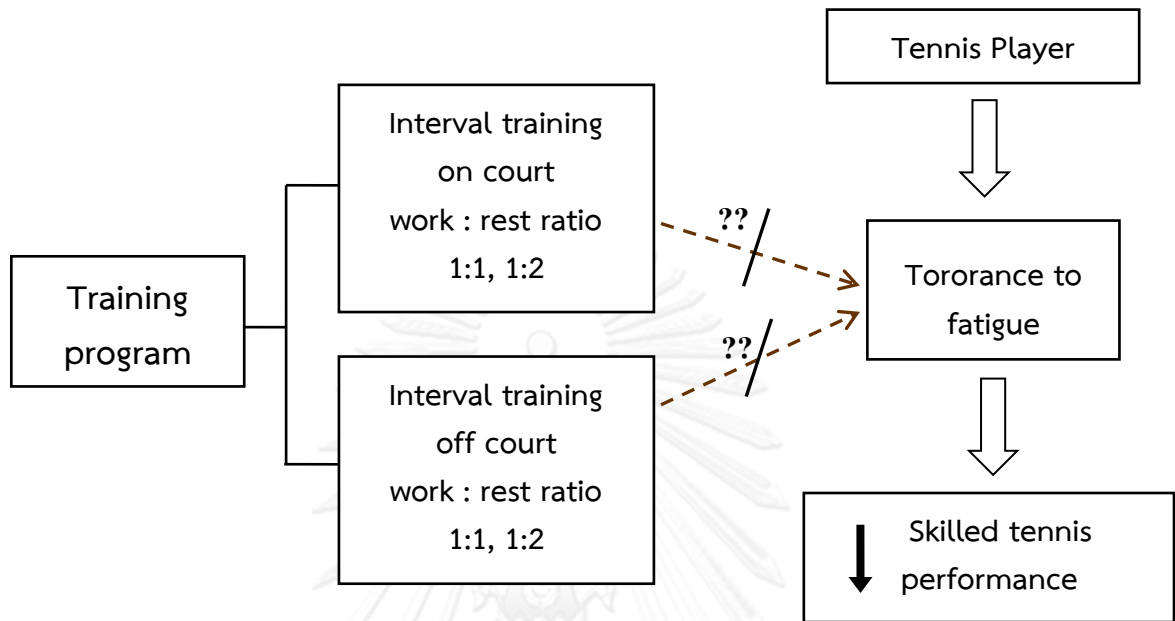 Tennis Player
Interval training
on court
work : rest ratio
1:1, 1:2
??
Training
program
Tororance to
fatigue
??
Interval training
off court
work : rest ratio
1:1, 1:2
Skilled tennis
performance